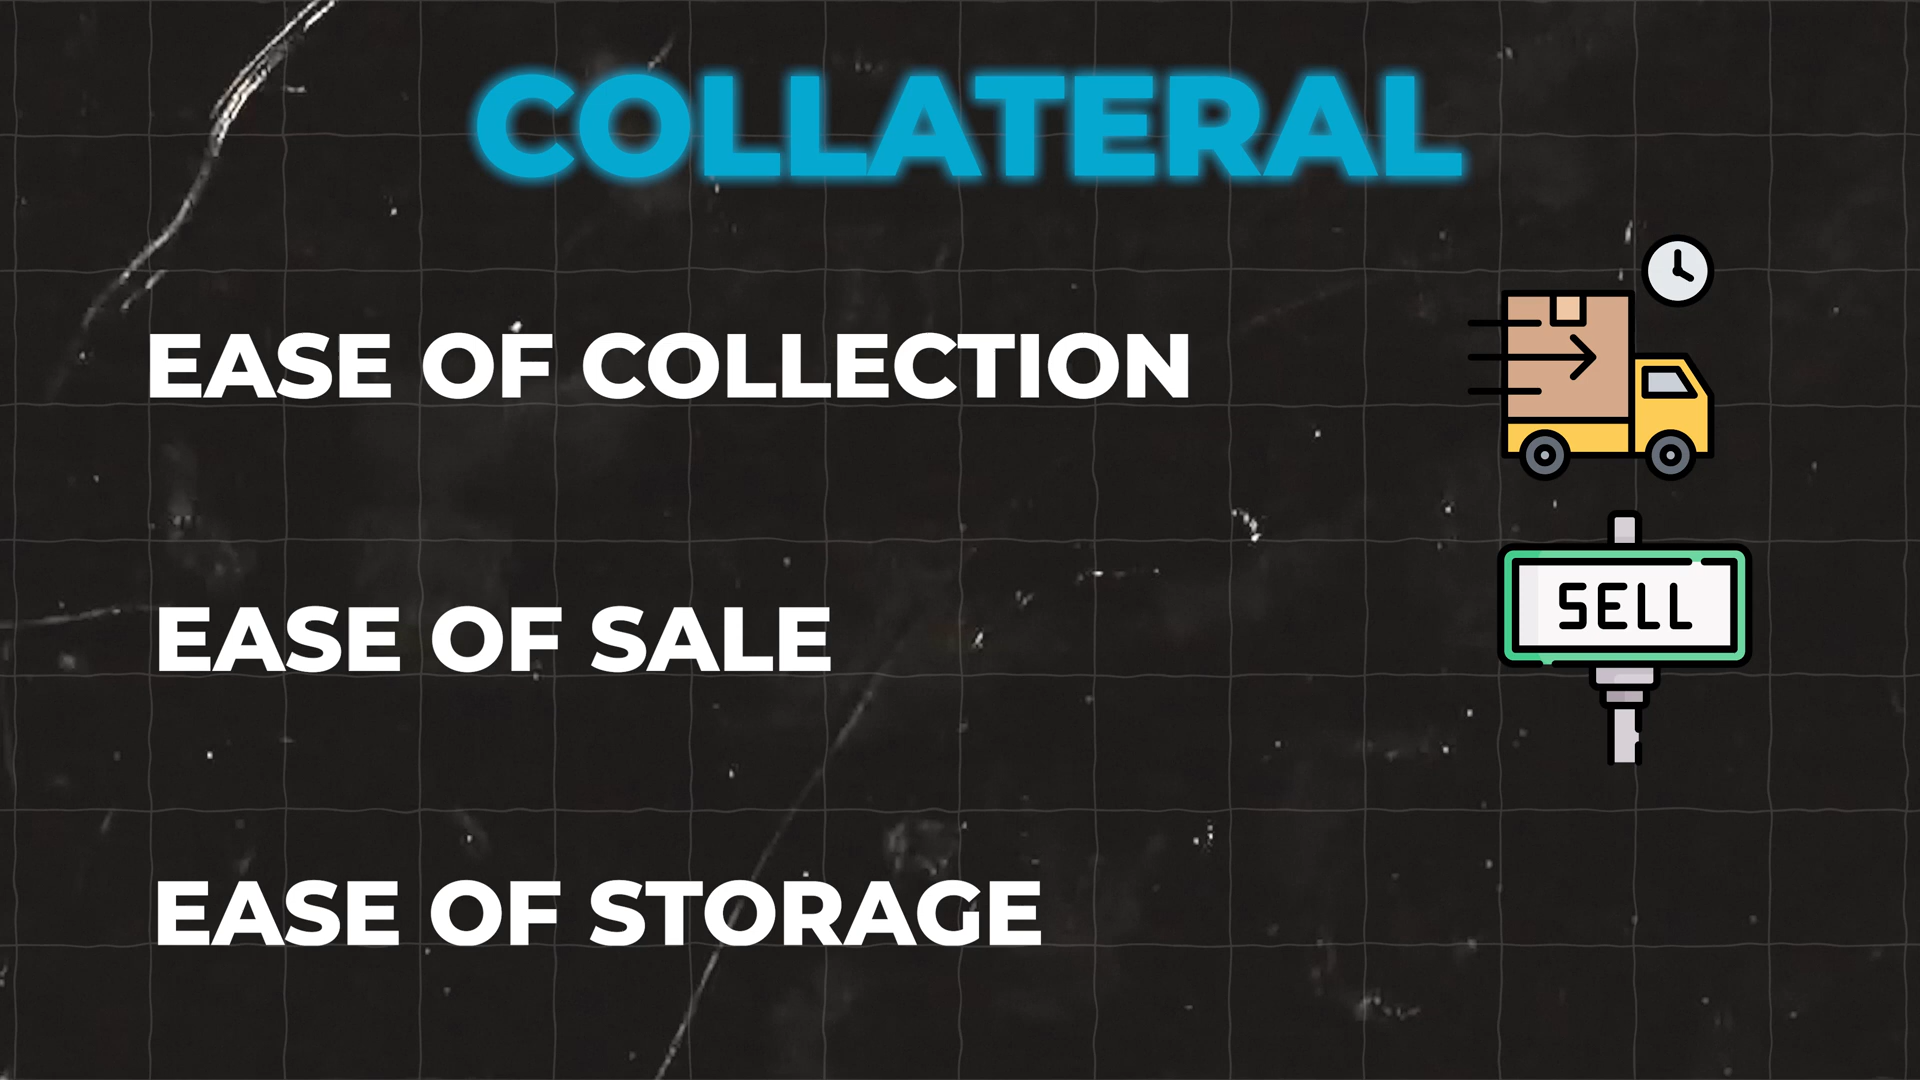 COLLATERAL
EASE OF COLLECTION
EASE OF SALE
SELL
EASE OF STORAGE